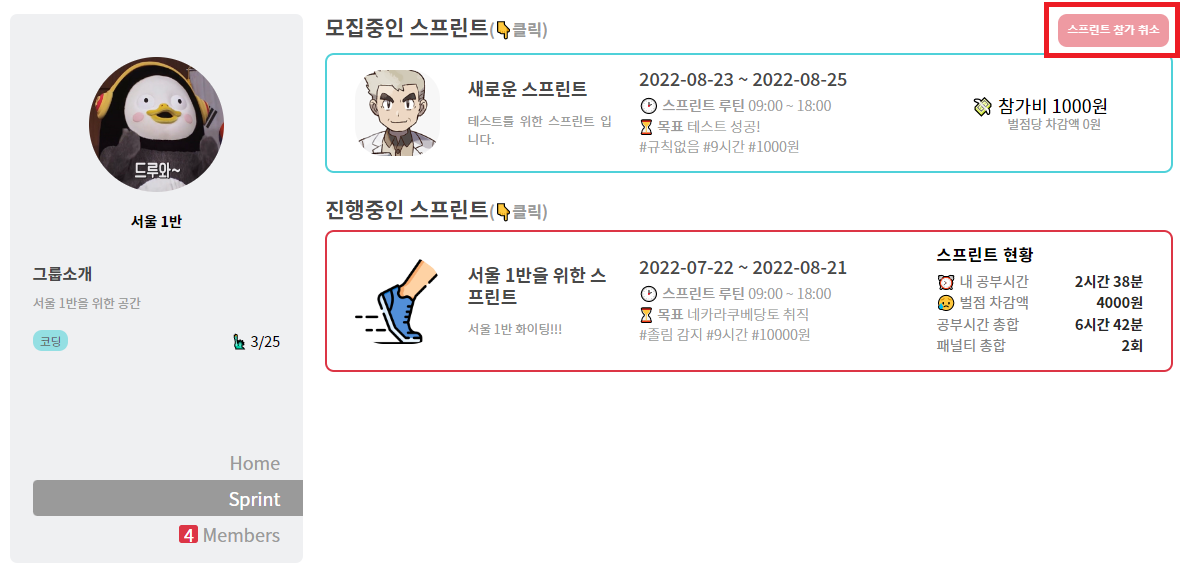 드루와~
서울 1반
그룹소개
서울 1반을 위한 공간
코딩
3/25
Home
Sprint
4 Members
모집중인 스프린트(👇클릭)
스프린트 참가 취소
새로운 스프린트
테스트를 위한 스프린트 입
니다.
2022-08-23 ~ 2022-08-25
스프린트 루틴 09:00 ~ 18:00
⏳ 목표 테스트 성공!
#규칙없음 #9시간 #1000원
💸 참가비 1000원
벌점당 차감액 0원
진행중인 스프린트(👇클릭)
서울 1반을 위한 스
프린트
서울 1반 화이팅!!!
2022-07-22 ~ 2022-08-21
스프린트 루틴 09:00 ~ 18:00
⏳ 목표 네카라쿠베당토 취직
#졸림 감지 #9시간 #10000원
스프린트 현황
⏰ 내 공부시간 2시간 38분
😥 벌점 차감액 4000원
공부시간 총합 6시간 42분
패널티 총합 2회